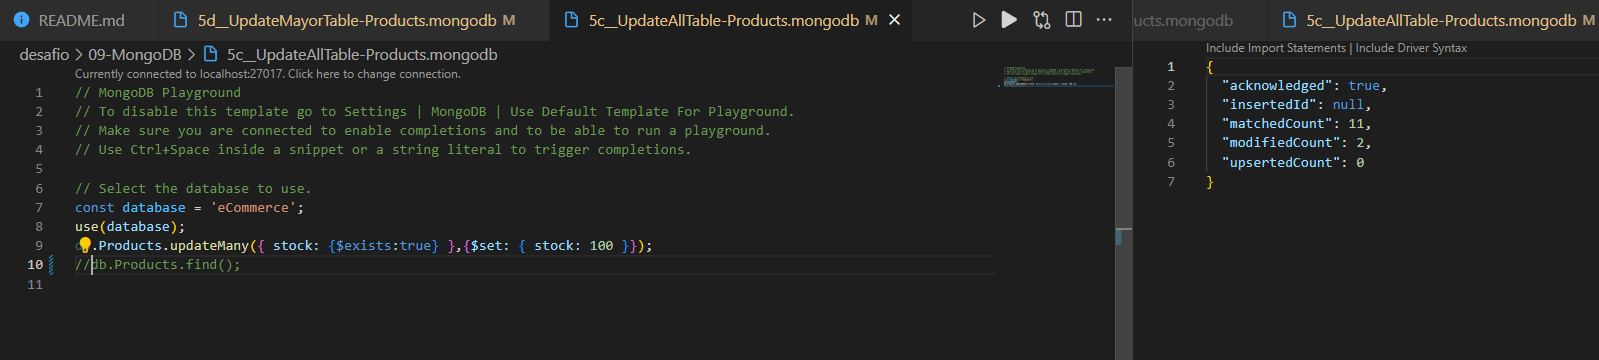 README.md
5d__UpdateMayorTable-Products.mongodb M
5c__UpdateAllTable-Products.mongodb M
ucts.mongodb
5c__UpdateAllTable-Products.mongodb M
desafio > 09-MongoDB > 5c__UpdateAllTable-Products.mongodb
Currently connected to localhost:27017. Click here to change connection.
1 // MongoDB Playground
2 // To disable this template go to Settings | MongoDB | Use Default Template For Playground.
3 // Make sure you are connected to enable completions and to be able to run a playground.
4 // Use Ctrl+Space inside a snippet or a string literal to trigger completions.
5
6 // Select the database to use.
7 const database = 'eCommerce';
8 use(database);
9 .Products.updateMany({ stock: {$exists:true} },{$set: { stock: 100 }});
10 //db.Products.find();
11
Include Import Statements | Include Driver Syntax
1 {
2 "acknowledged": true,
3 "insertedId": null,
4 "matchedCount": 11,
5 "modifiedCount": 2,
6 "upsertedCount": 0
7 }